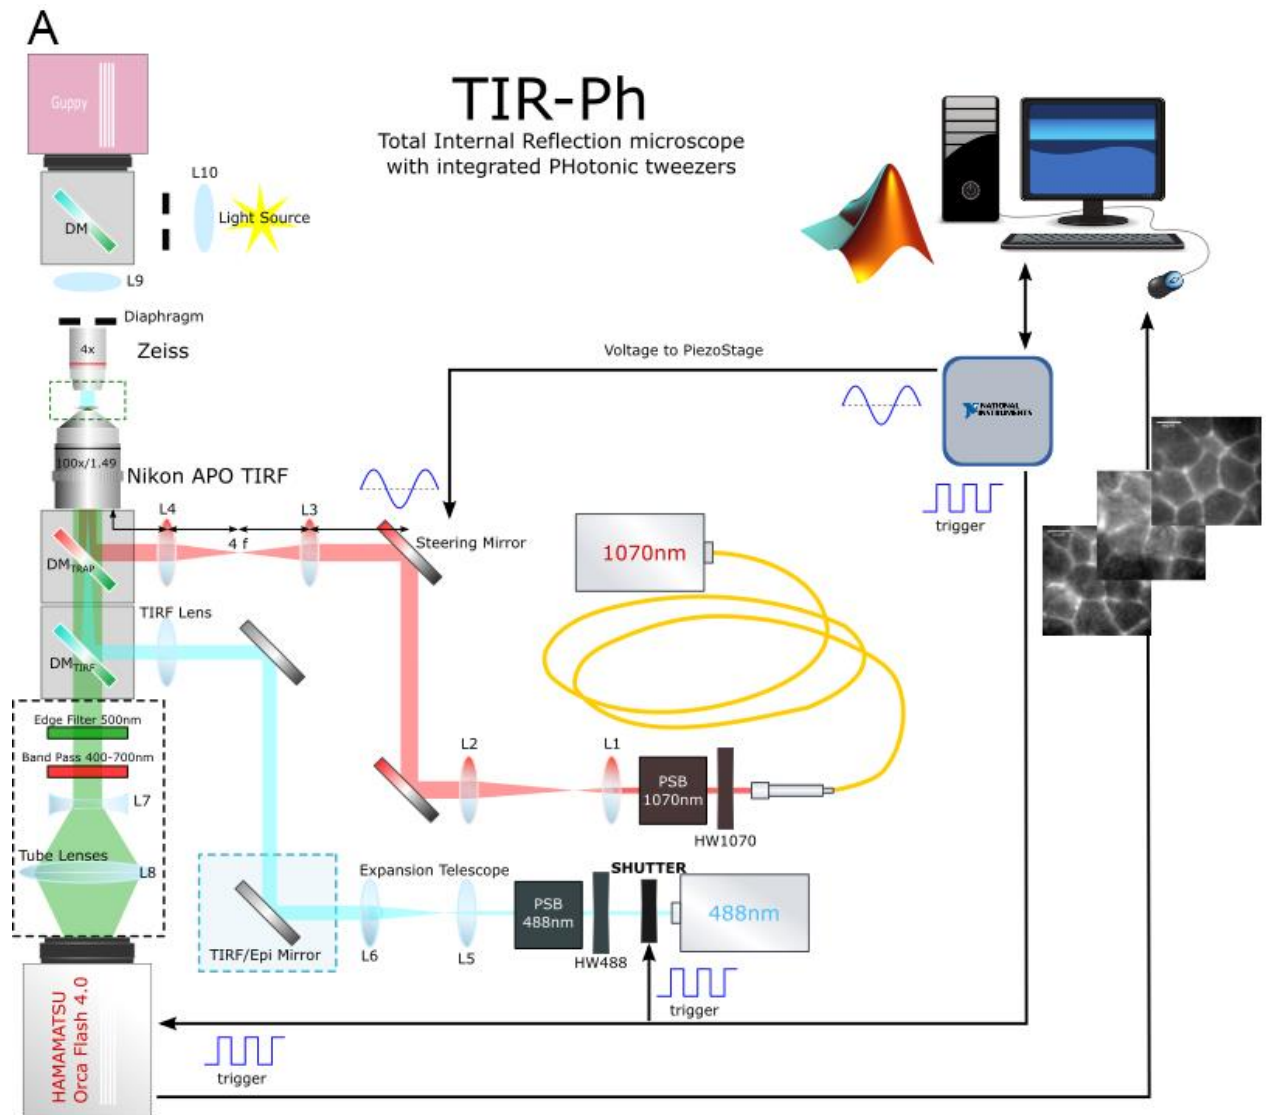 A
TIR-Ph
Total Internal Reflection microscope
with integrated PHotonic tweezers
Guppy
L10
Light Source
DM
L9
Diaphragm
4x
Zeiss
Voltage to PiezoStage
NATIONAL
INSTRUMENTS
100x/1.49
Nikon APO TIRF
trigger
L4
L3
4 f
Steering Mirror
1070nm
DMTRAP
TIRF Lens
DMTIRF
Edge Filter 500nm
Band Pass 400-700nm
L2
L1
PSB
1070nm
HW1070
L7
Tube Lenses
L8
Expansion Telescope
SHUTTER
PSB
488nm
488nm
TIRF/Epi Mirror
L6
L5
HW488
trigger
HAMAMATSU
Orca Flash 4.0
trigger